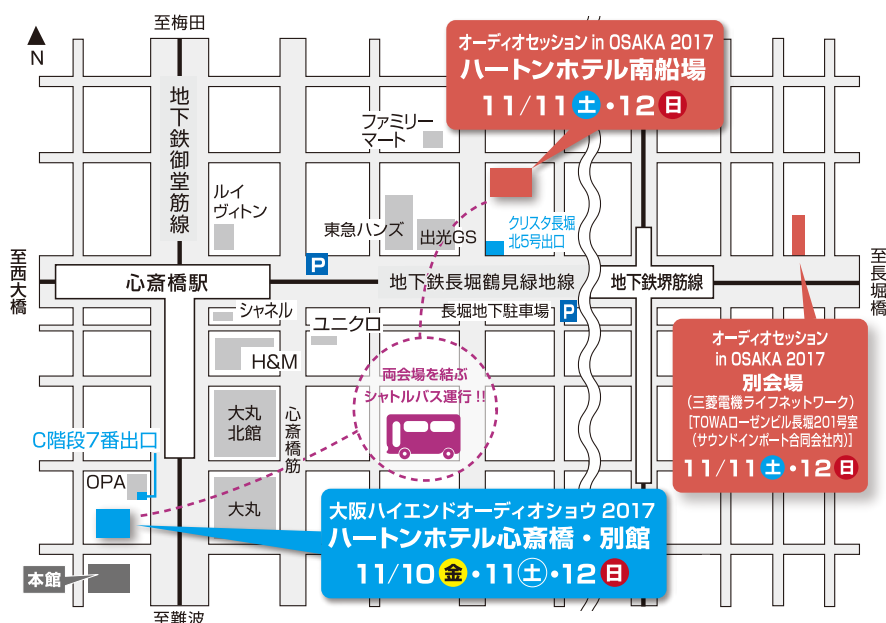 至梅田
N
オーディオセッション in OSAKA 2017
ハートンホテル南船場
11/11土・12日
地下鉄御堂筋線
ファミリー
マート
ルイ
ヴィトン
東急ハンズ
出光GS
クリスタ長堀
北5号出口
至西大橋
心斎橋駅
P
地下鉄長堀鶴見緑地線
地下鉄堺筋線
至長堀橋
シャネル
ユニクロ
長堀地下駐車場
P
H&M
両会場を結ぶ
シャトルバス運行!!
オーディオセッション
in OSAKA 2017
別会場
(三菱電機ライフネットワーク)
[TOWAローゼンビル長堀201号室
(サウンドインポート合同会社内)]
11/11土・12日
大丸
北館
心斎橋筋
C階段7番出口
OPA
大丸
大阪ハイエンドオーディオショウ 2017
ハートンホテル心斎橋・別館
11/10金・11土・12日
本館
至難波